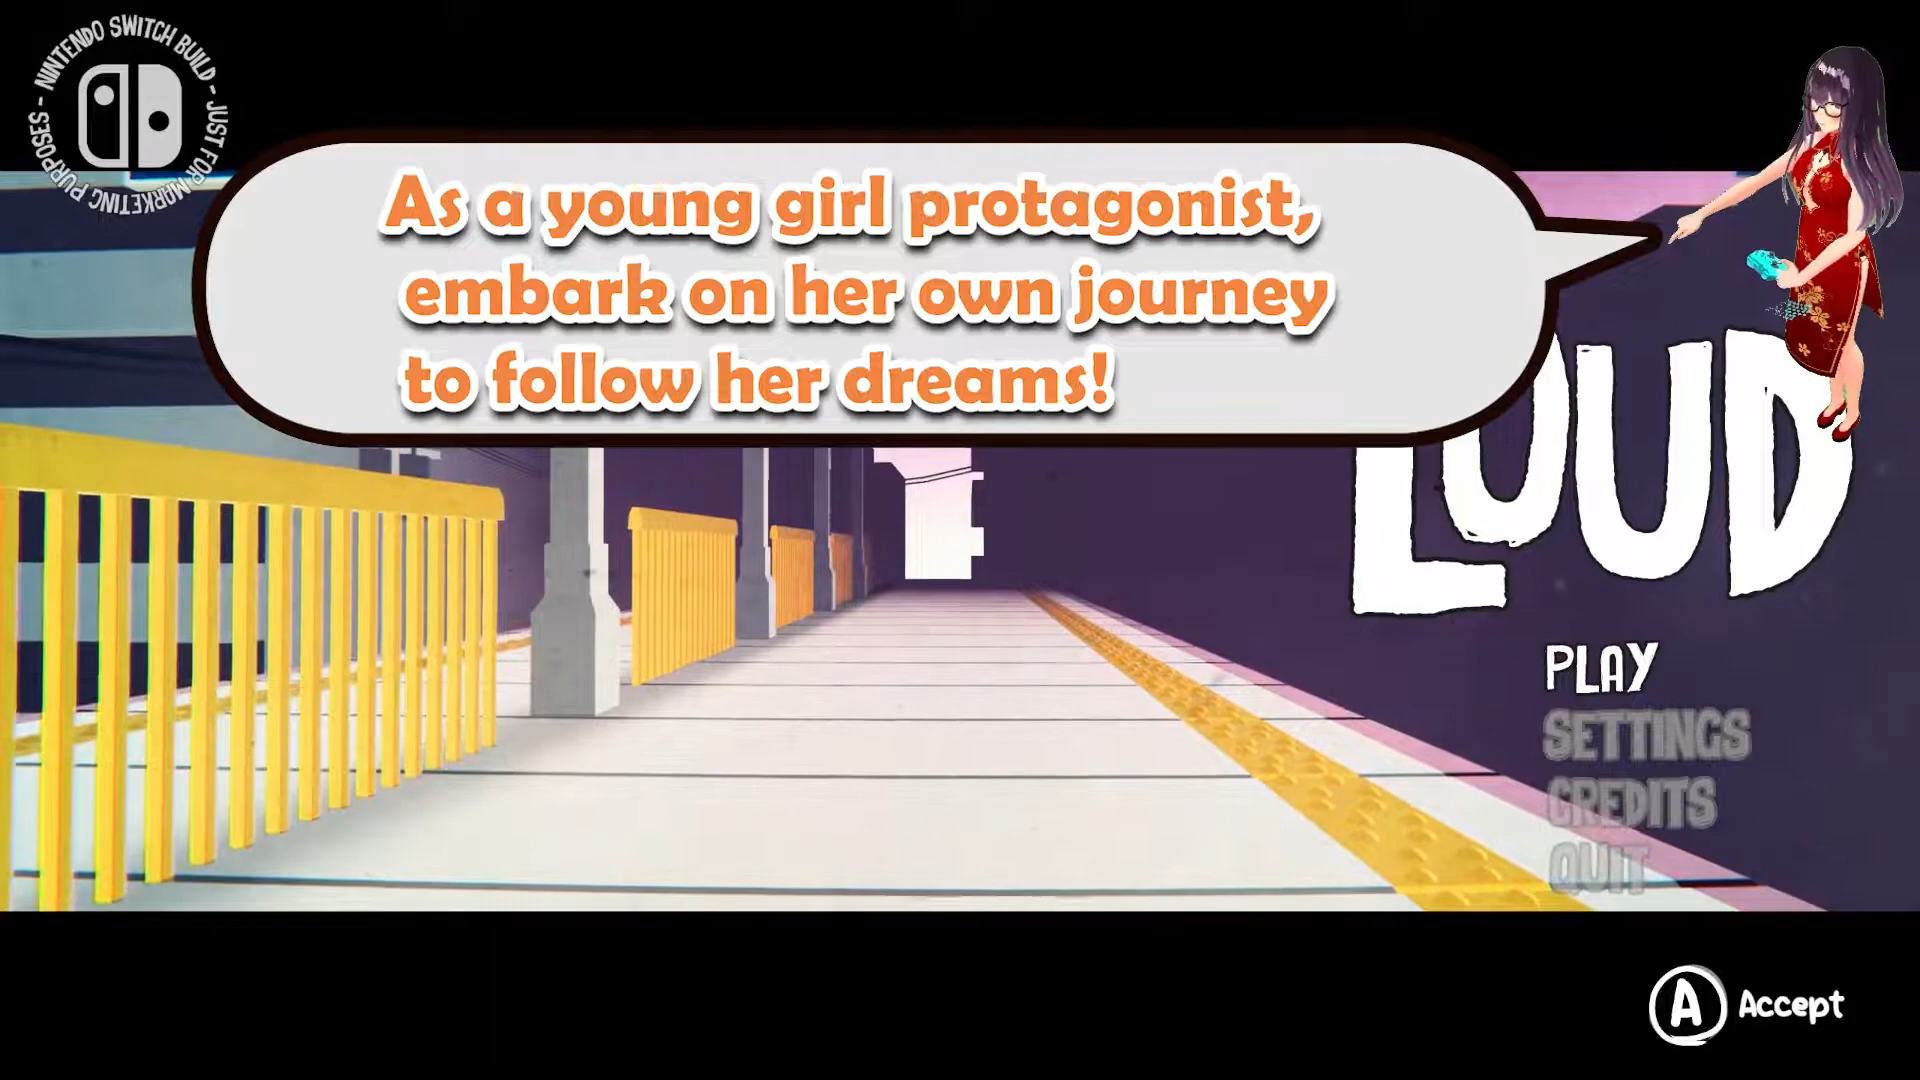 NINTENDO SWITCH BUILD - JUST FOR MARKETING PURPOSES -
As a young girl protagonist,
embark on her own journey
to follow her dreams!
LOUD
PLAY
SETTINGS
CREDITS
QUIT
A Accept